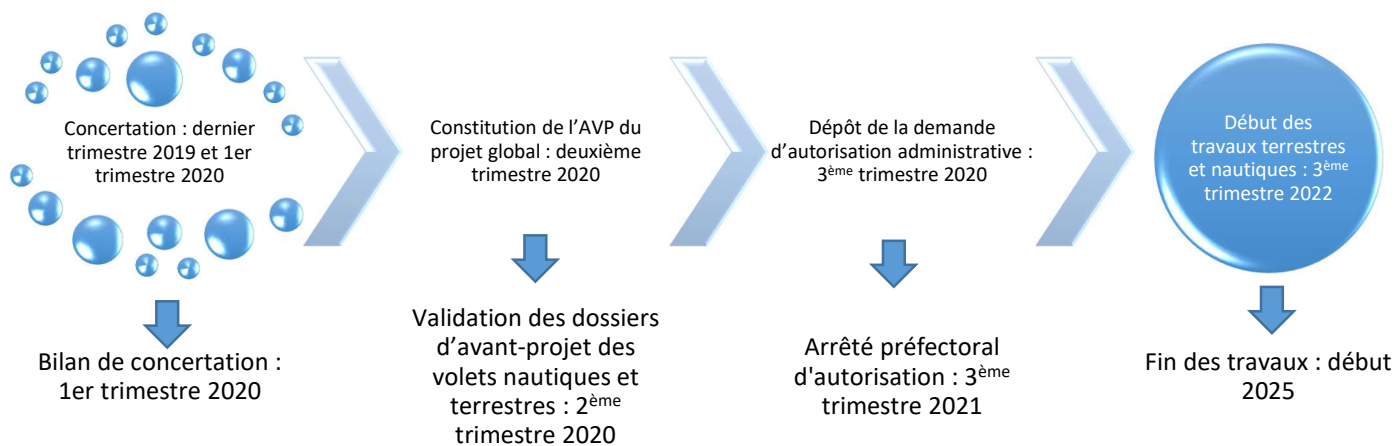 Concertation : dernier
trimestre 2019 et 1er
trimestre 2020
Constitution de l’AVP du
projet global : deuxième
trimestre 2020
Dépôt de la demande
d’autorisation administrative :
3ème trimestre 2020
Début des
travaux terrestres
et nautiques : 3ème
trimestre 2022
Bilan de concertation :
1er trimestre 2020
Validation des dossiers
d’avant-projet des
volets nautiques et
terrestres : 2ème
trimestre 2020
Arrêté préfectoral
d'autorisation : 3ème
trimestre 2021
Fin des travaux : début
2025